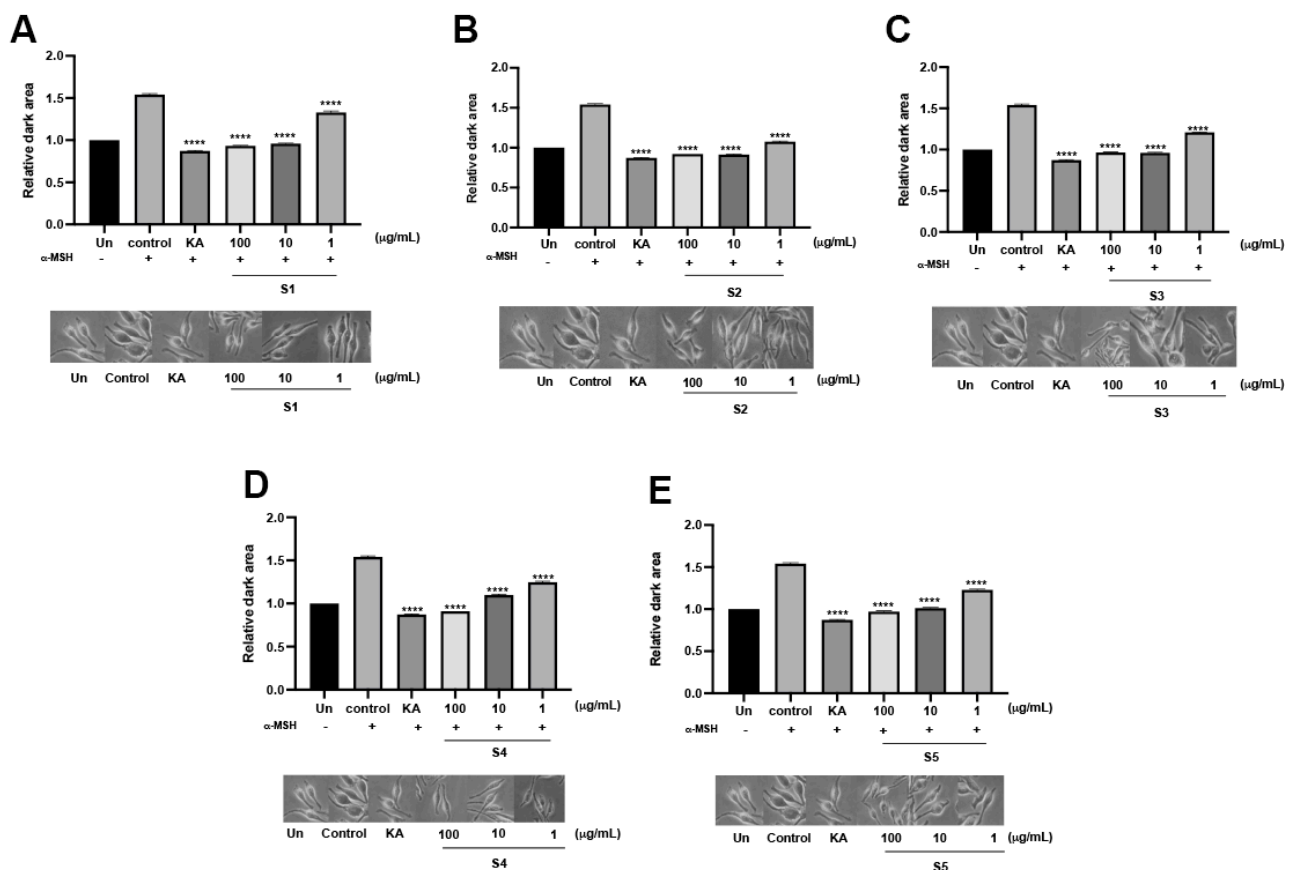 A
Relative dark area
2.0
1.5
1.0
0.5
0.0
****
****
****
****
Un control KA 100 10 1 (μg/mL)
α-MSH - + + + + +
S1
Un Control KA 100 10 1 (μg/mL)
S1
B
Relative dark area
2.0
1.5
1.0
0.5
0.0
****
****
****
****
Un control KA 100 10 1 (μg/mL)
α-MSH - + + + + +
S2
Un Control KA 100 10 1 (μg/mL)
S2
C
Relative dark area
2.0
1.5
1.0
0.5
0.0
****
****
****
****
Un control KA 100 10 1 (μg/mL)
α-MSH - + + + + +
S3
Un Control KA 100 10 1 (μg/mL)
S3
D
Relative dark area
2.0
1.5
1.0
0.5
0.0
****
****
****
****
Un control KA 100 10 1 (μg/mL)
α-MSH - + + + + +
S4
Un Control KA 100 10 1 (μg/mL)
S4
E
Relative dark area
2.0
1.5
1.0
0.5
0.0
****
****
****
****
Un control KA 100 10 1 (μg/mL)
α-MSH - + + + + +
S5
Un Control KA 100 10 1 (μg/mL)
S5